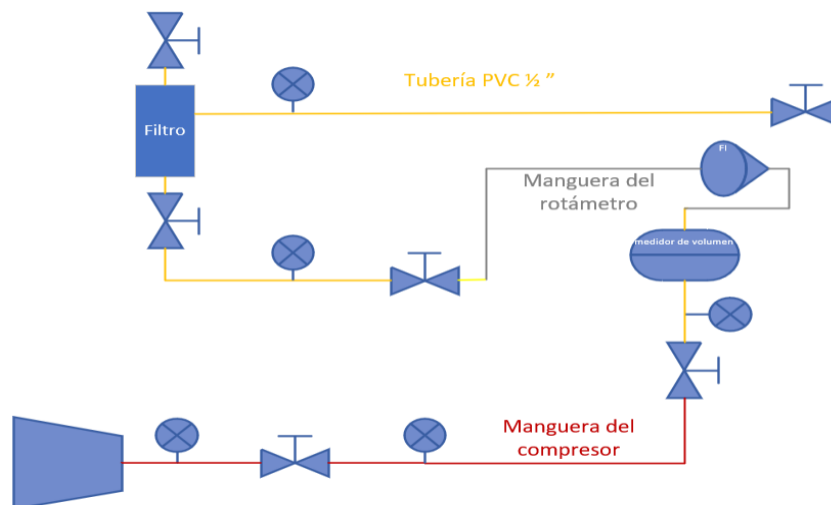 Tubería PVC ½ ”
Filtro
FI
Manguera del
rotámetro
medidor de volumen
Manguera del
compresor